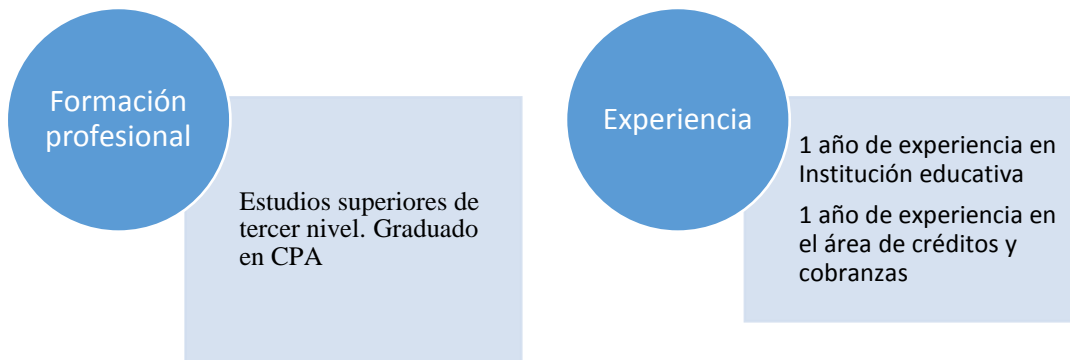 Formación
profesional
Estudios superiores de
tercer nivel. Graduado
en CPA
Experiencia
1 año de experiencia en
Institución educativa
1 año de experiencia en
el área de créditos y
cobranzas